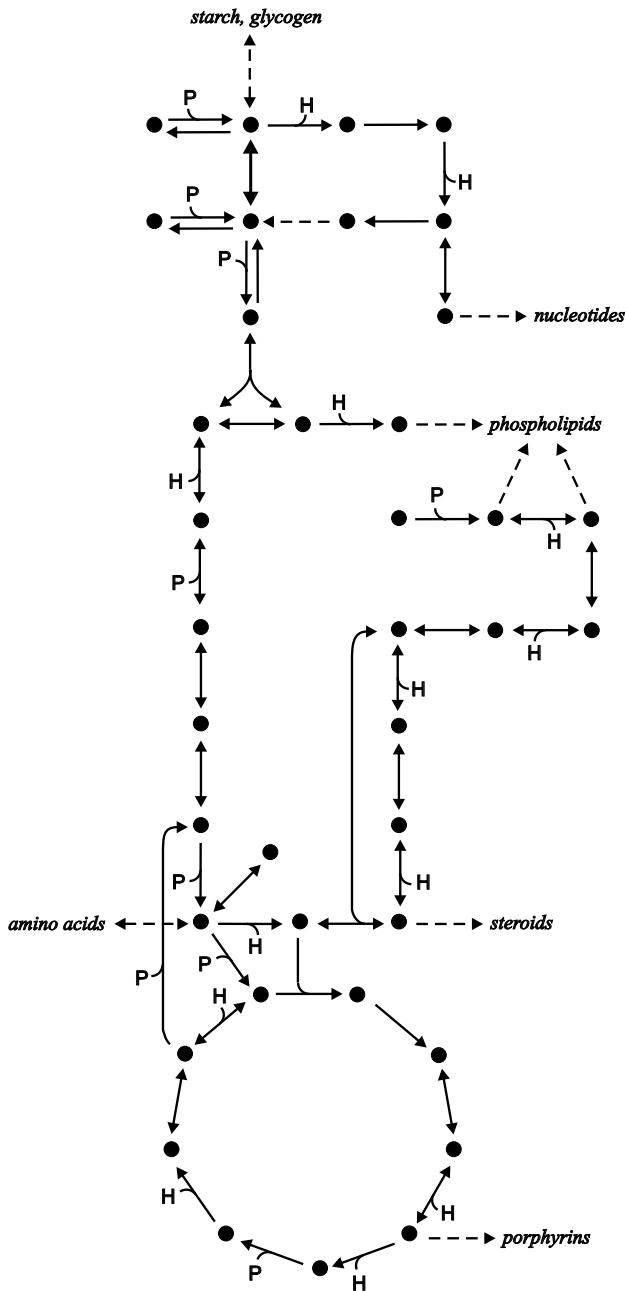 starch, glycogen
P
H
H
P
P
nucleotides
H
phospholipids
H
P
H
P
H
H
P
H
amino acids
H
steroids
P
P
H
H
H
porphyrins
P
H